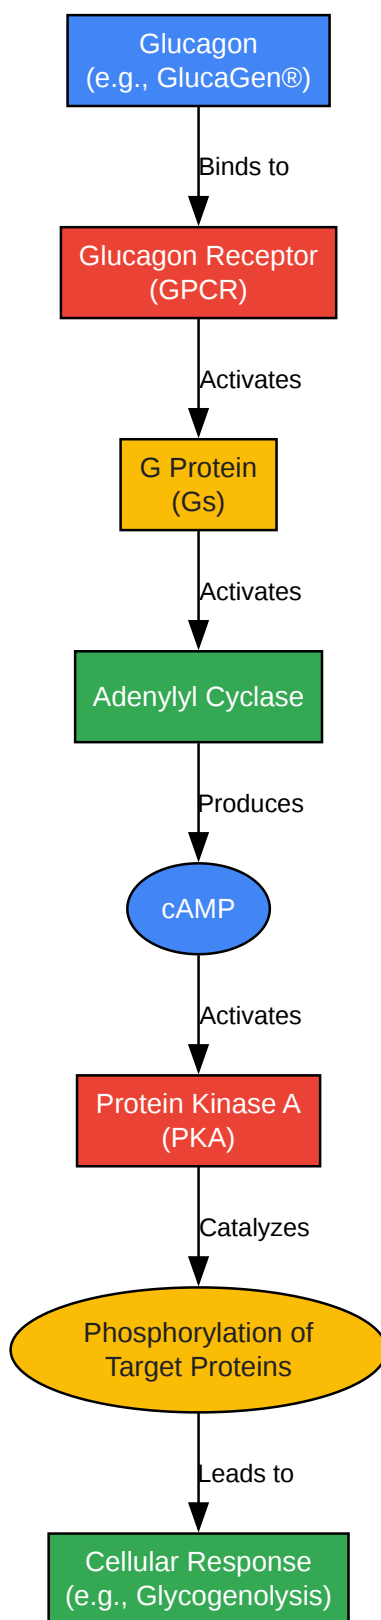 Glucagon
(e.g., GlucaGen®)
Binds to
Glucagon Receptor
(GPCR)
Activates
G Protein
(Gs)
Activates
Adenylyl Cyclase
Produces
cAMP
Activates
Protein Kinase A
(PKA)
Catalyzes
Phosphorylation of
Target Proteins
Leads to
Cellular Response
(e.g., Glycogenolysis)